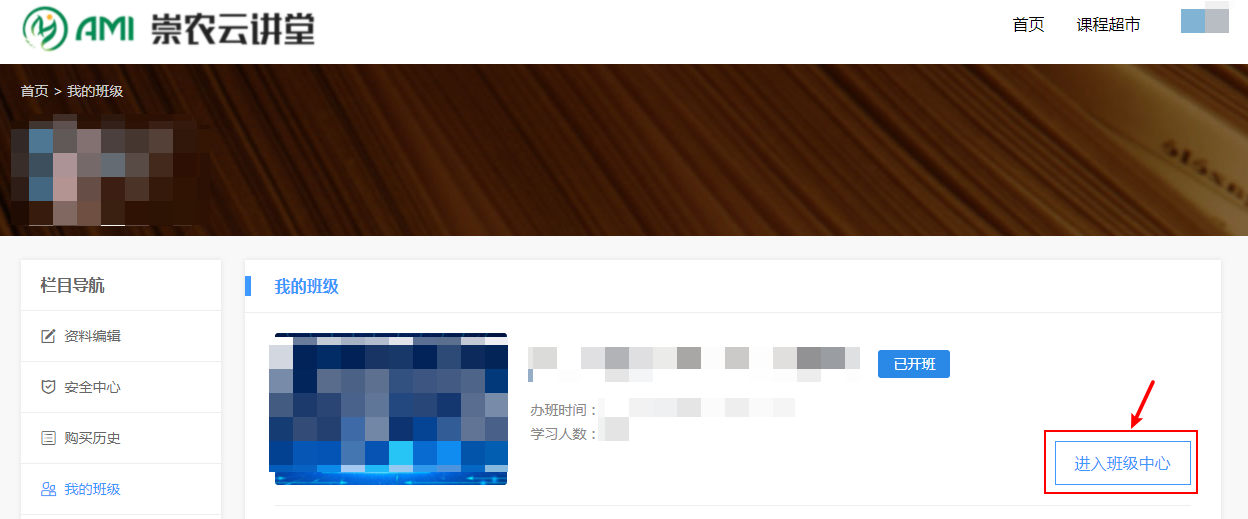 AMI 崇农云讲堂
首页 课程超市
首页 > 我的班级
栏目导航
资料编辑
安全中心
购买历史
我的班级
我的班级
已开班
办班时间：
学习人数：
进入班级中心